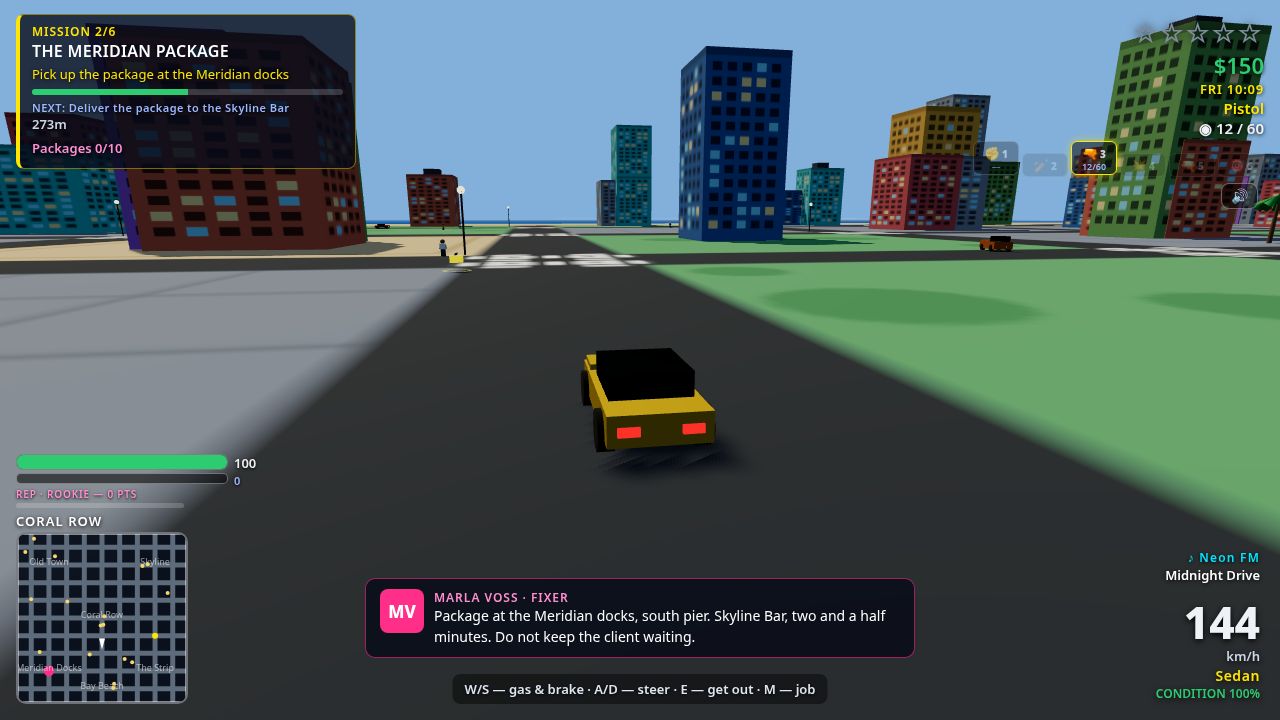 MISSION 2/6
THE MERIDIAN PACKAGE
Pick up the package at the Meridian docks
NEXT: Deliver the package to the Skyline Bar
273m
Packages 0/10
$150
FRI 10:09
Pistol
12 / 60
1
2
3
12/60
4
5
100
0
REP · ROOKIE — 0 PTS
CORAL ROW
Old Town
Skyline
Coral Row
Meridian Docks
The Strip
Bay Beach
MV
MARLA VOSS · FIXER
Package at the Meridian docks, south pier. Skyline Bar, two and a half
minutes. Do not keep the client waiting.
W/S — gas & brake · A/D — steer · E — get out · M — job
♪ Neon FM
Midnight Drive
144
km/h
Sedan
CONDITION 100%